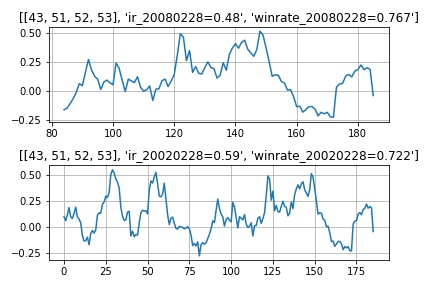 [[43, 51, 52, 53], 'ir_20080228=0.48', 'winrate_20080228=0.767']
0.50
0.25
0.00
−0.25
80 100 120 140 160 180
[[43, 51, 52, 53], 'ir_20020228=0.59', 'winrate_20020228=0.722']
0.50
0.25
0.00
−0.25
0 25 50 75 100 125 150 175